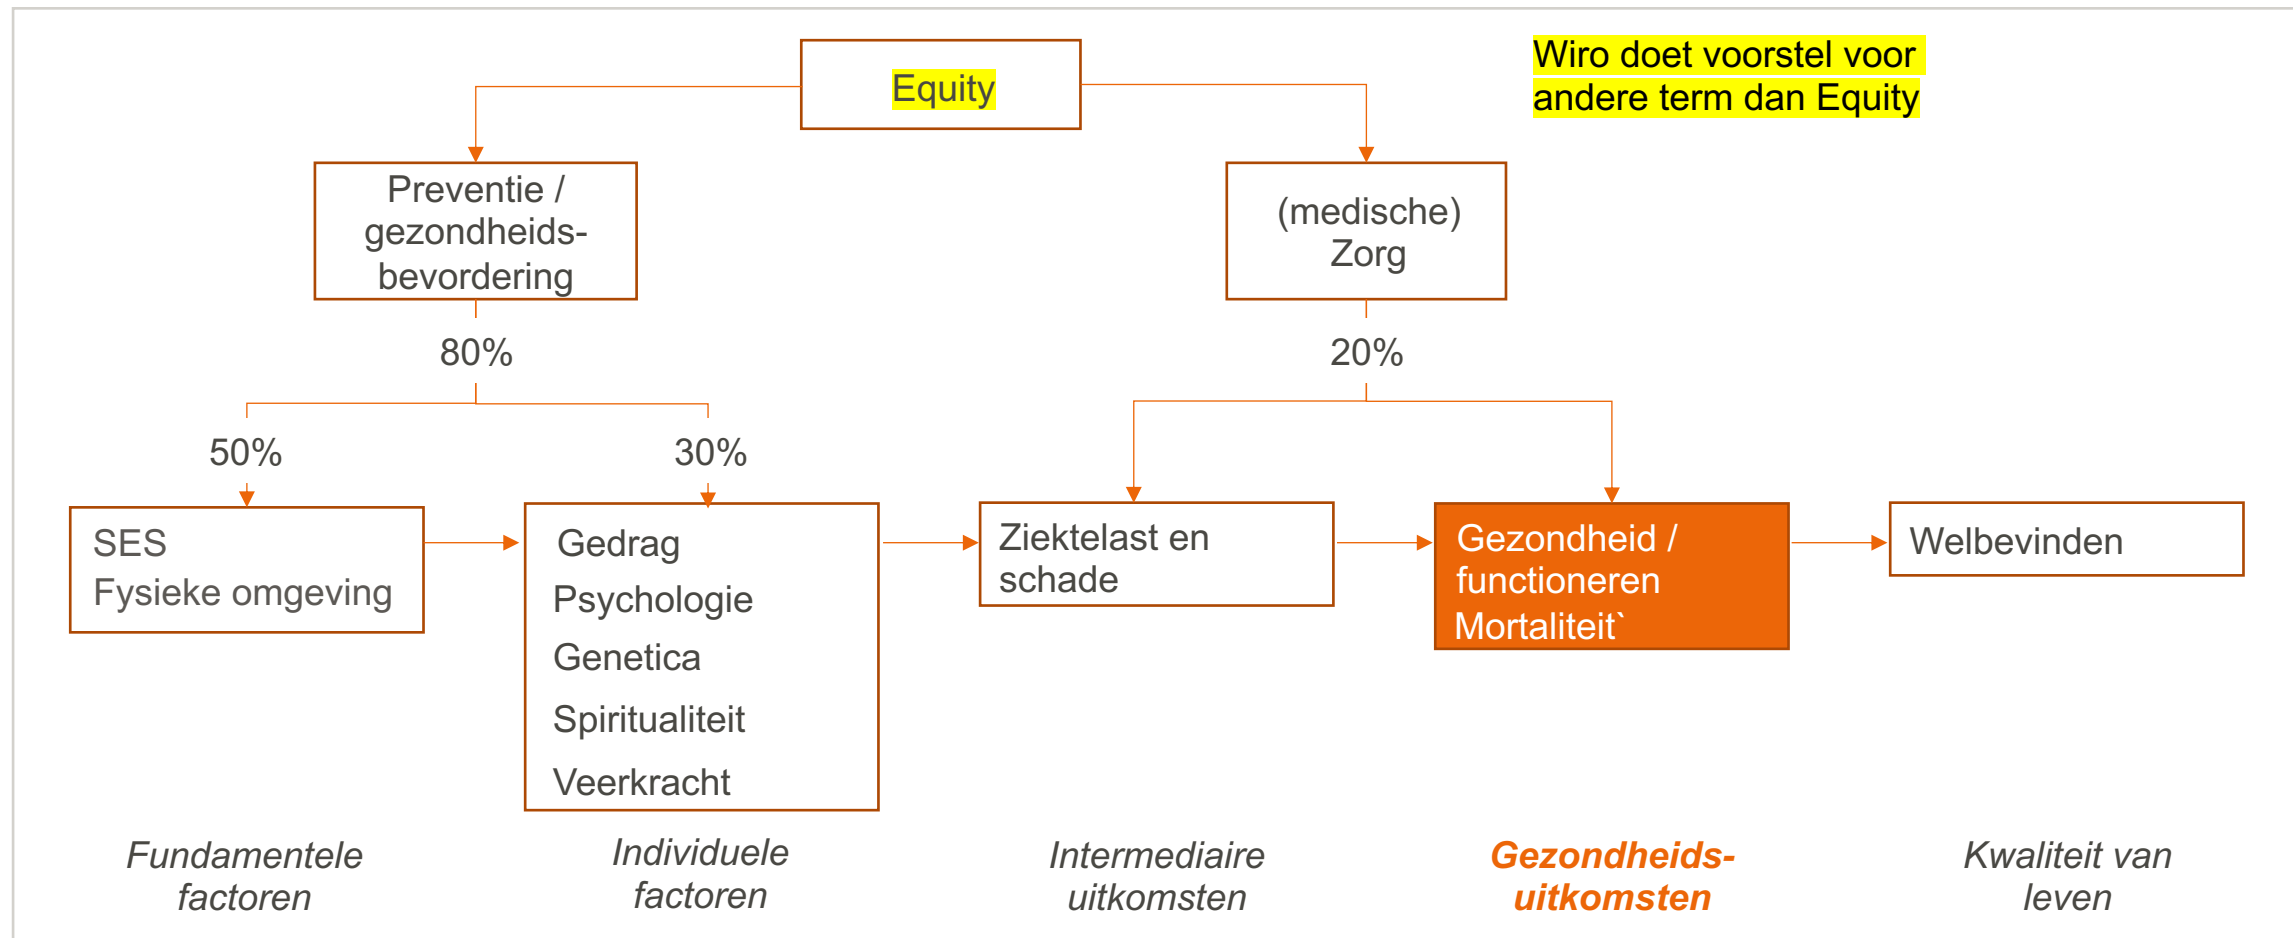 Equity
Wiro doet voorstel voor
andere term dan Equity
Preventie /
gezondheids-
bevordering
(medische)
Zorg
80%
20%
50%
30%
SES
Fysieke omgeving
Gedrag
Psychologie
Genetica
Spiritualiteit
Veerkracht
Ziektelast en
schade
Gezondheid /
functioneren
Mortaliteit`
Welbevinden
Fundamentele
factoren
Individuele
factoren
Intermediaire
uitkomsten
Gezondheids-
uitkomsten
Kwaliteit van
leven